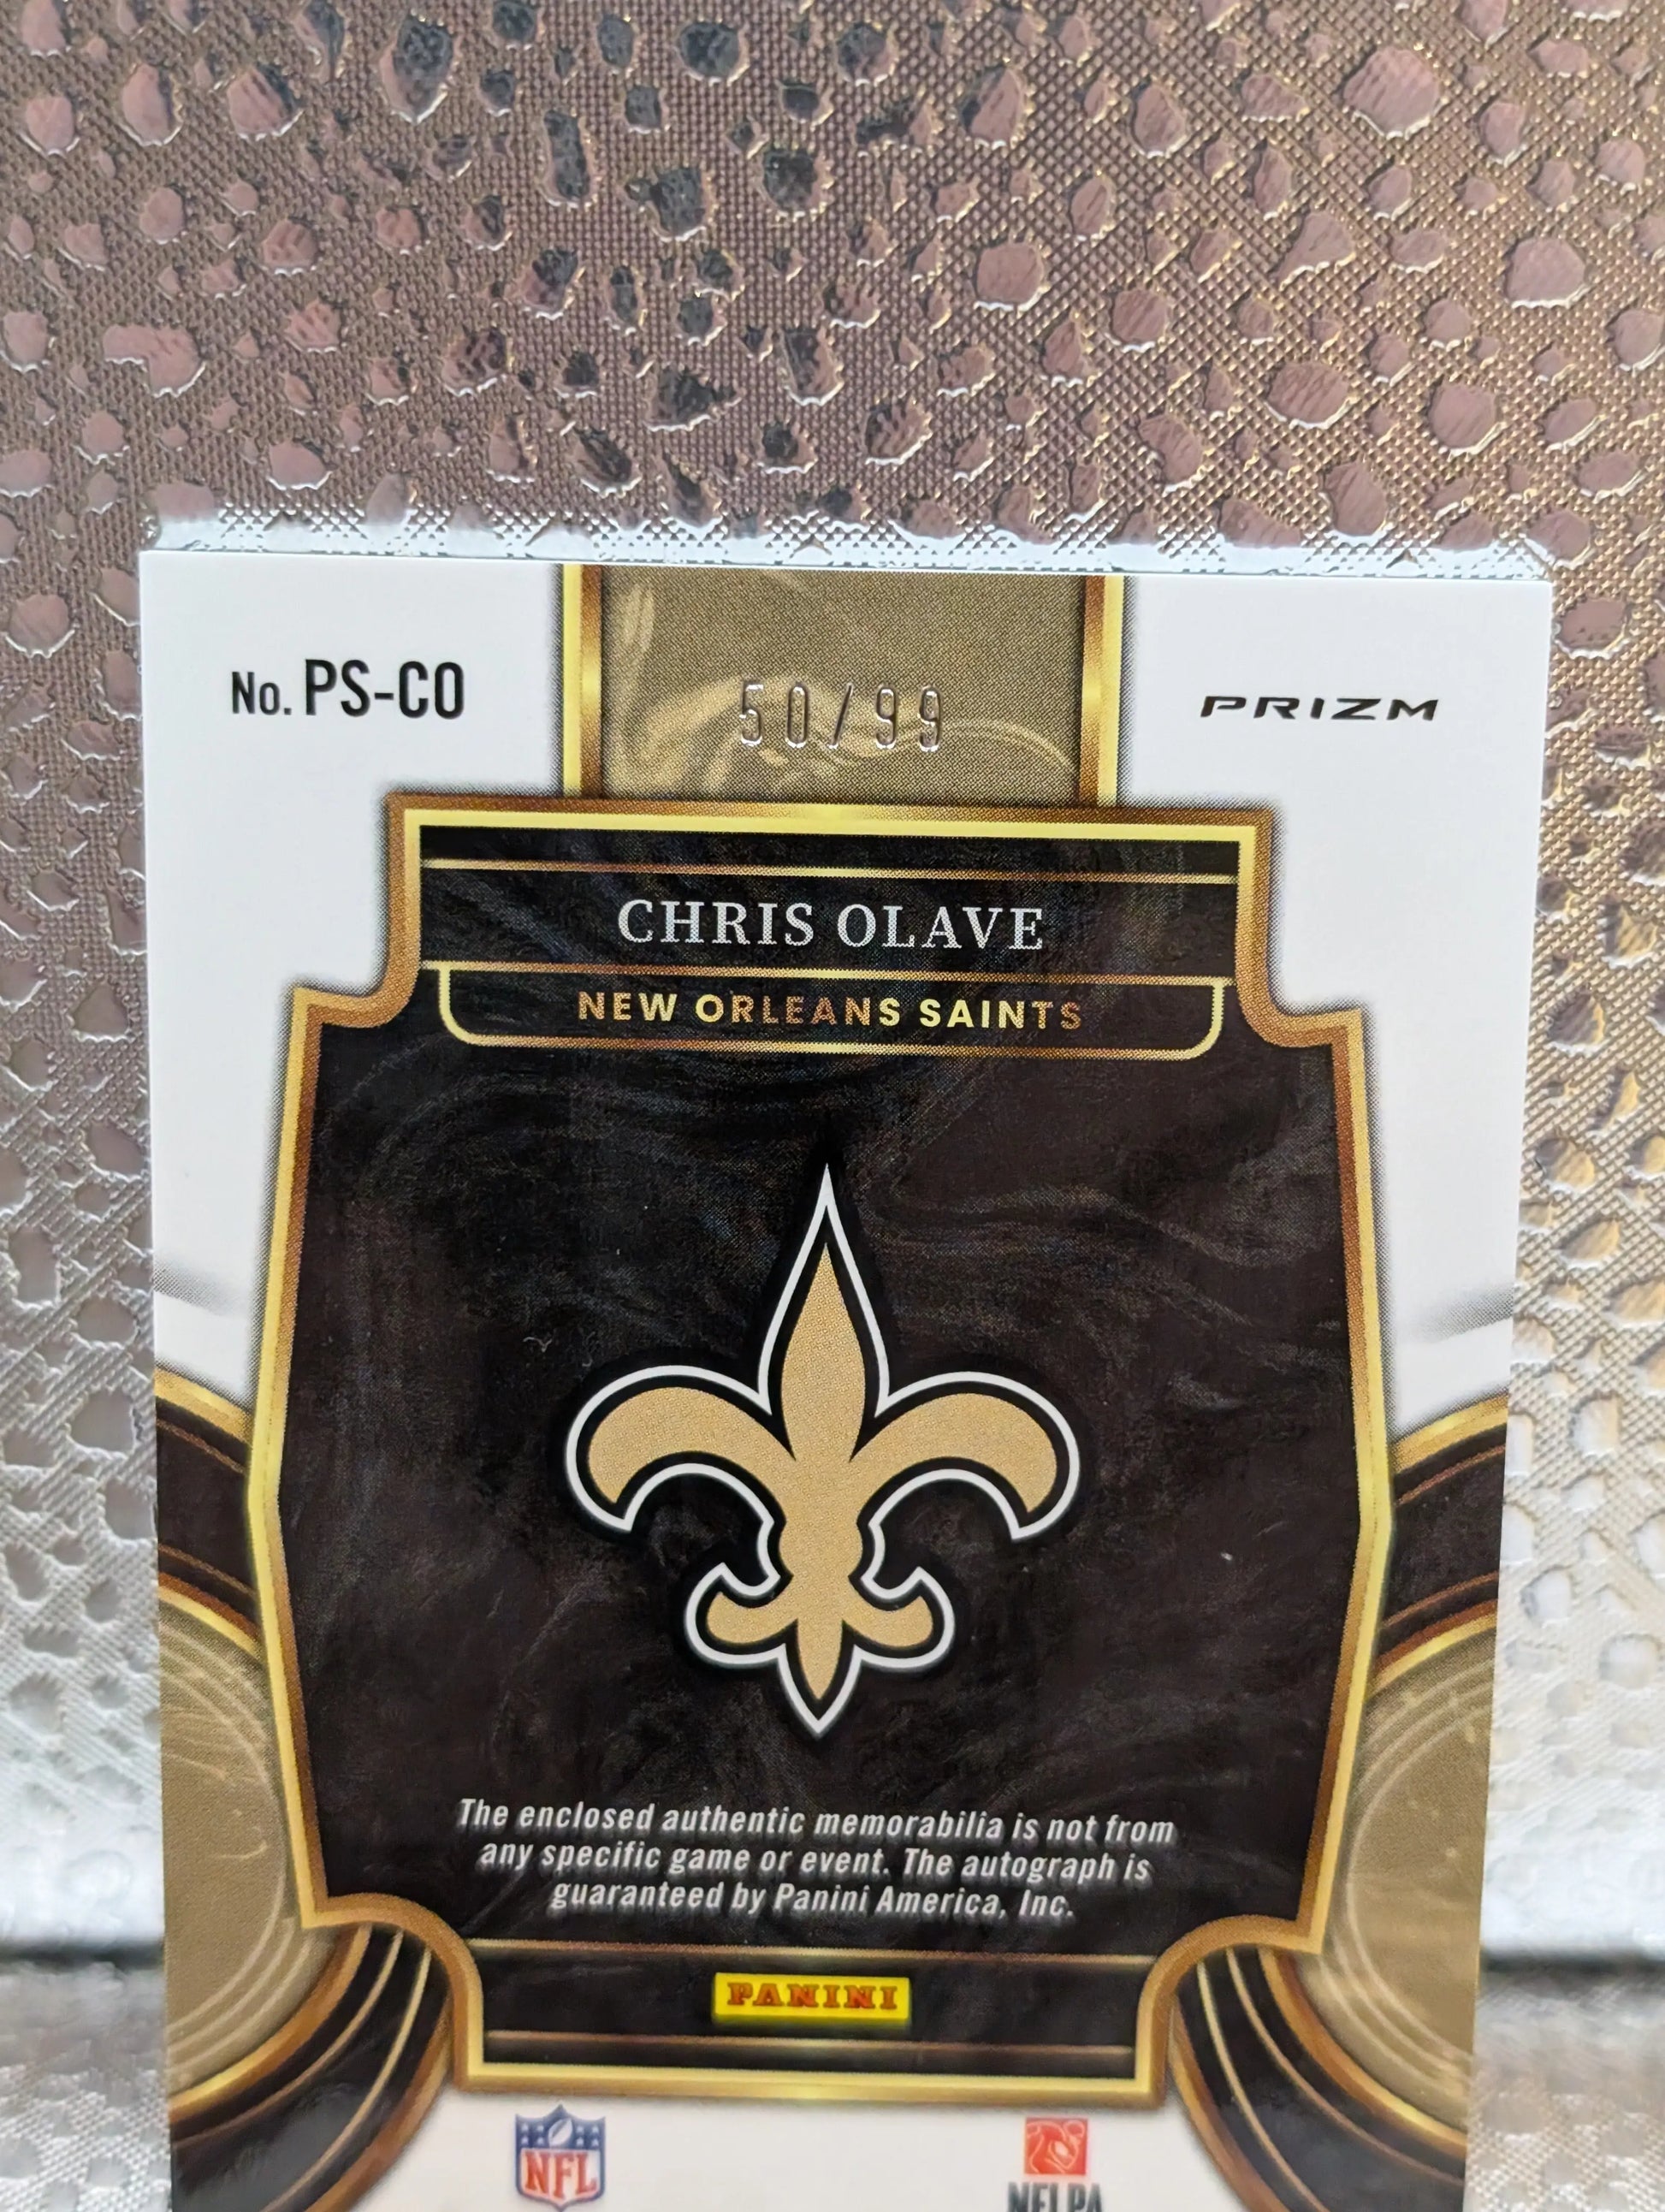 No. PS-CO
50/99
PRIZM
CHRIS OLAVE
NEW ORLEANS SAINTS
The enclosed authentic memorabilia is not from
any specific game or event. The autograph is
guaranteed by Panini America, Inc.
PANINI
NFL
NFLPA